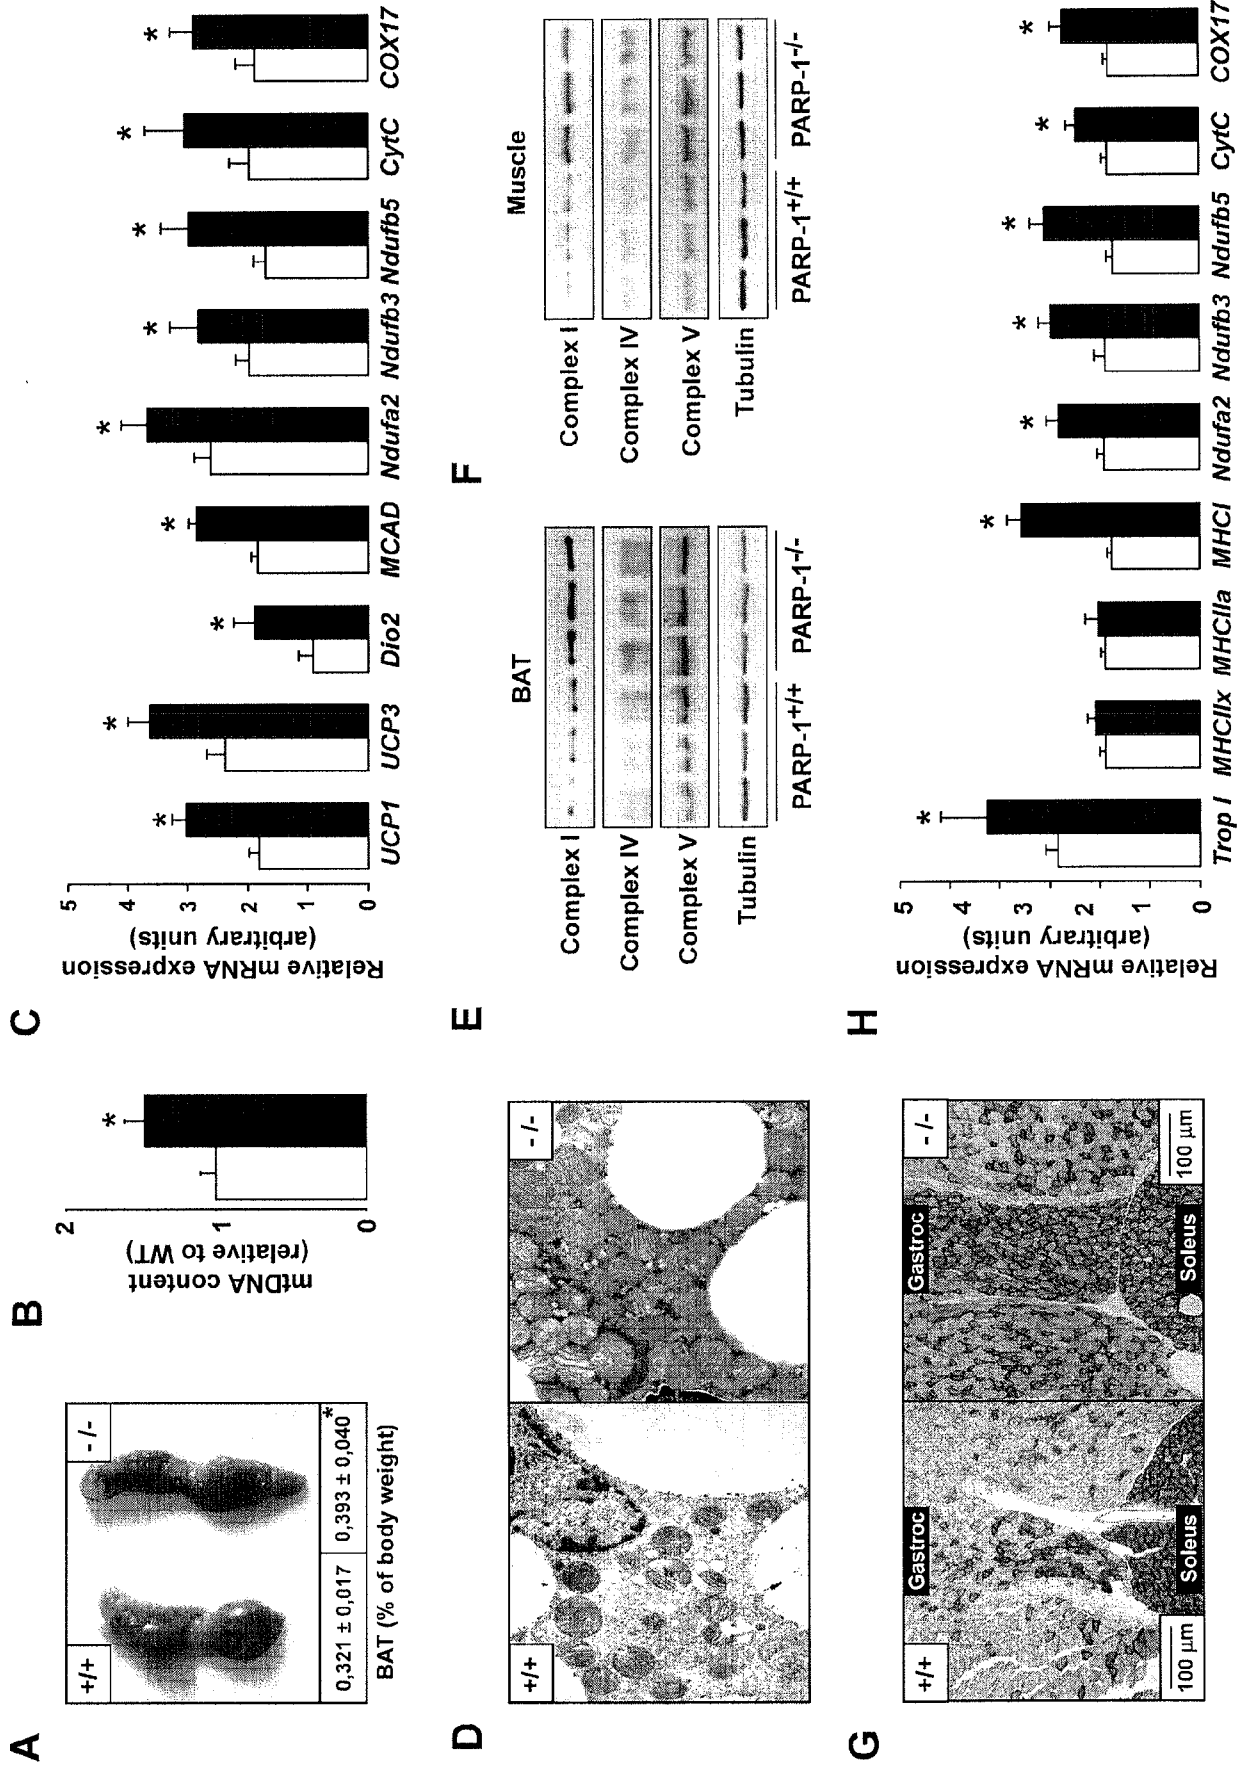 A
+/+
-/-
0,321 ± 0,017
0,393 ± 0,040
*
BAT (% of body weight)
B
mtDNA content
(relative to WT)
2
1
0
*
C
Relative mRNA expression
(arbitrary units)
5
4
3
2
1
0
* * * * * * * * *
UCP1 UCP3 Dio2 MCAD Ndufa2 Ndufb3 Ndufb5 CytC COX17
D
+/+
-/-
E
BAT
Complex I
Complex IV
Complex V
Tubulin
PARP-1+/+ PARP-1-/-
F
Muscle
Complex I
Complex IV
Complex V
Tubulin
PARP-1+/+ PARP-1-/-
G
+/+
Gastroc
Soleus
100 µm
-/-
Gastroc
Soleus
100 µm
H
Relative mRNA expression
(arbitrary units)
5
4
3
2
1
0
* * * * * * *
Trop I MHCIIx MHCIIa MHCI Ndufa2 Ndufb3 Ndufb5 CytC COX17